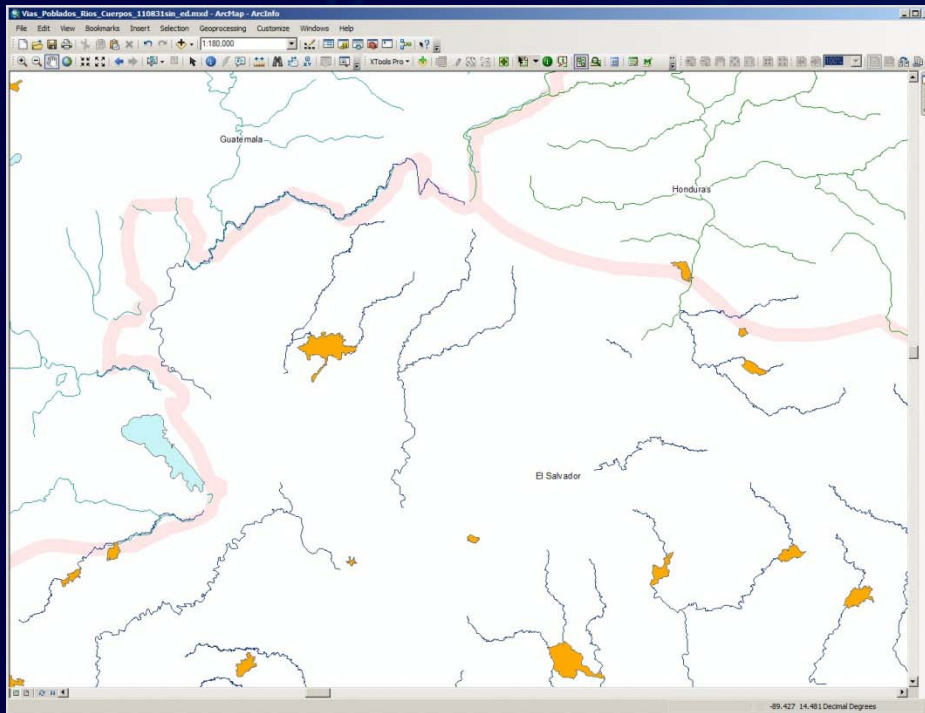 Vias_Poblados_Rios_Cuerpos_110831sin_ed.mxd - ArcMap - ArcInfo
File Edit View Bookmarks Insert Selection Geoprocessing Customize Windows Help
1:180,000
XTools Pro 100%
Guatemala
Honduras
El Salvador
-89.427 14.481 Decimal Degrees